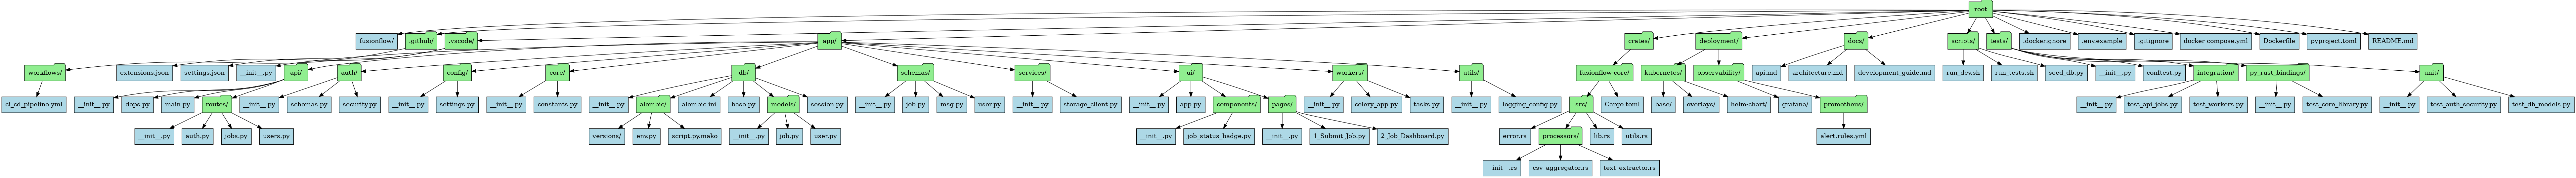 root
fusionflow/
.github/
.vscode/
app/
crates/
deployment/
docs/
scripts/
tests/
.dockerignore
.env.example
.gitignore
docker-compose.yml
Dockerfile
pyproject.toml
README.md
workflows/
extensions.json
settings.json
__init__.py
api/
auth/
config/
core/
db/
schemas/
services/
ui/
workers/
utils/
fusionflow-core/
kubernetes/
observability/
api.md
architecture.md
development_guide.md
run_dev.sh
run_tests.sh
seed_db.py
__init__.py
conftest.py
integration/
py_rust_bindings/
unit/
ci_cd_pipeline.yml
__init__.py
deps.py
main.py
routes/
__init__.py
schemas.py
security.py
__init__.py
settings.py
__init__.py
constants.py
__init__.py
alembic/
alembic.ini
base.py
models/
session.py
__init__.py
job.py
msg.py
user.py
__init__.py
storage_client.py
__init__.py
app.py
components/
pages/
__init__.py
celery_app.py
tasks.py
__init__.py
logging_config.py
src/
Cargo.toml
base/
overlays/
helm-chart/
grafana/
prometheus/
__init__.py
test_api_jobs.py
test_workers.py
__init__.py
test_core_library.py
__init__.py
test_auth_security.py
test_db_models.py
__init__.py
auth.py
jobs.py
users.py
versions/
env.py
script.py.mako
__init__.py
job.py
user.py
__init__.py
job_status_badge.py
__init__.py
1_Submit_Job.py
2_Job_Dashboard.py
error.rs
processors/
lib.rs
utils.rs
alert.rules.yml
__init__.rs
csv_aggregator.rs
text_extractor.rs